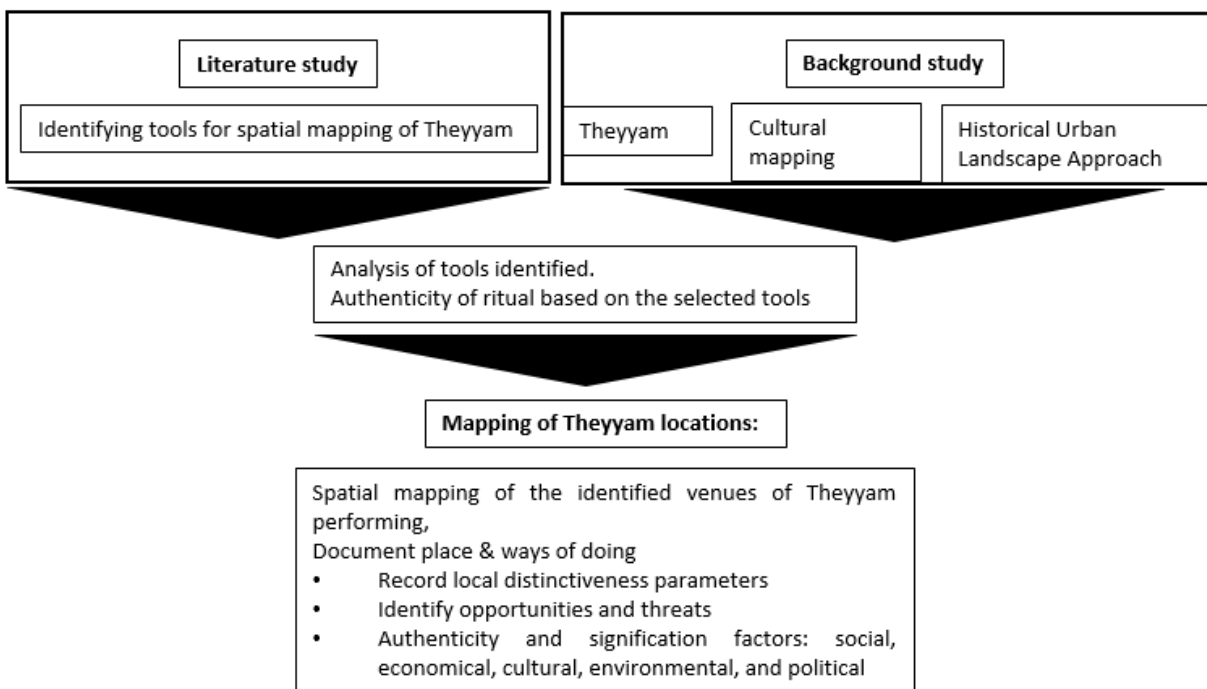 Literature study
Identifying tools for spatial mapping of Theyyam
Background study
Theyyam
Cultural
mapping
Historical Urban
Landscape Approach
Analysis of tools identified.
Authenticity of ritual based on the selected tools
Mapping of Theyyam locations:
Spatial mapping of the identified venues of Theyyam
performing,
Document place & ways of doing
• Record local distinctiveness parameters
• Identify opportunities and threats
• Authenticity and signification factors: social,
economical, cultural, environmental, and political